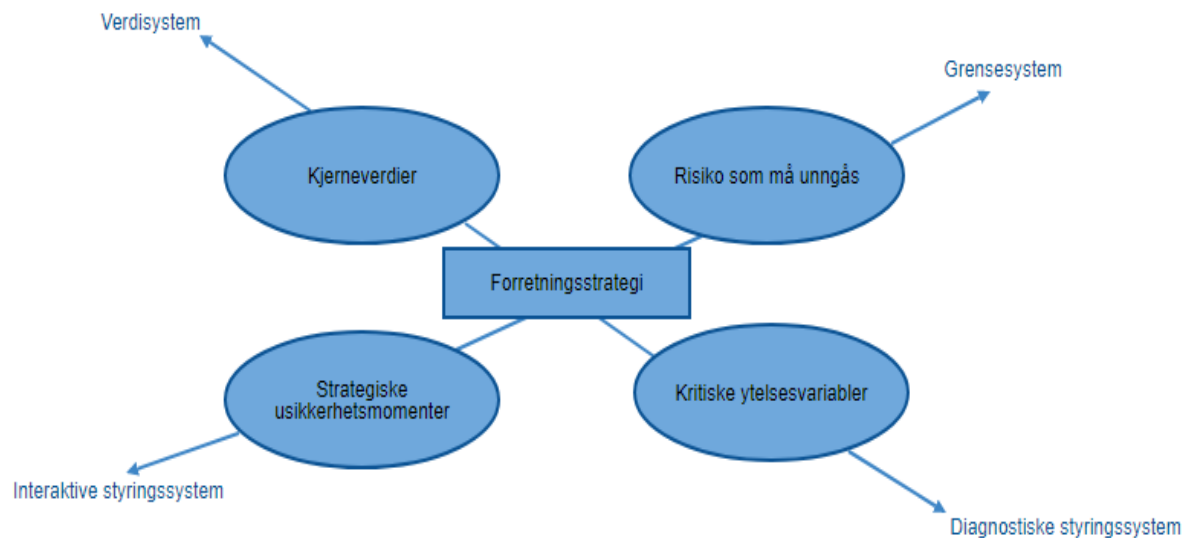 Verdisystem
Grensesystem
Kjerneverdier
Risiko som må unngås
Forretningsstrategi
Strategiske
usikkerhetsmomenter
Kritiske ytelsesvariabler
Interaktive styringssystem
Diagnostiske styringssystem